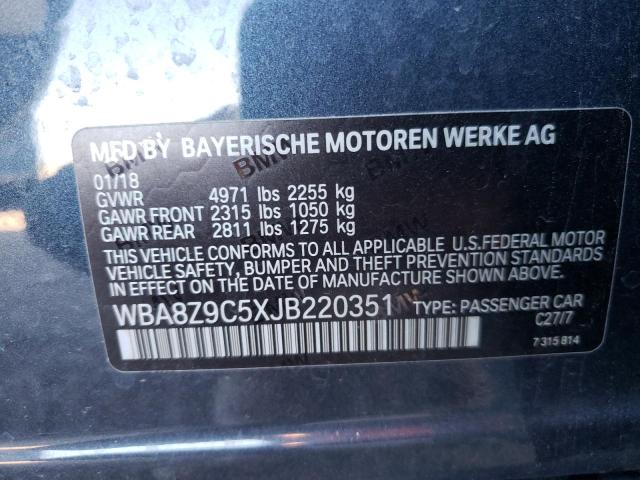 MFD BY BAYERISCHE MOTOREN WERKE AG
01/18
GVWR 4971 lbs 2255 kg
GAWR FRONT 2315 lbs 1050 kg
GAWR REAR 2811 lbs 1275 kg
THIS VEHICLE CONFORMS TO ALL APPLICABLE U.S.FEDERAL MOTOR
VEHICLE SAFETY, BUMPER AND THEFT PREVENTION STANDARDS
IN EFFECT ON THE DATE OF MANUFACTURE SHOWN ABOVE.
WBA8Z9C5XJB220351 TYPE: PASSENGER CAR
C27/7
7 315 814